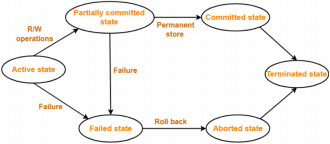 Partially committed
state
Committed state
R/W
operations
Permanent
store
Active state
Failure
Terminated state
Failure
Failed state
Roll back
Aborted state